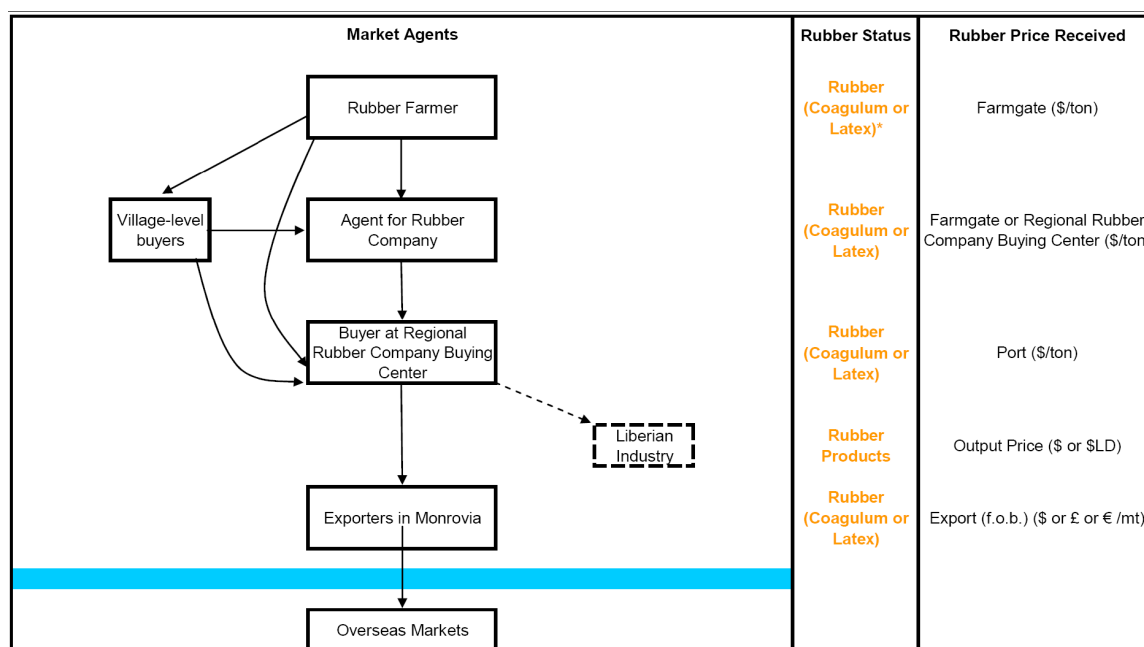 Market Agents
Rubber Status
Rubber Price Received
Rubber Farmer
Rubber
(Coagulum or
Latex)*
Farmgate ($/ton)
Village-level
buyers
Agent for Rubber
Company
Rubber
(Coagulum or
Latex)
Farmgate or Regional Rubber
Company Buying Center ($/ton
Buyer at Regional
Rubber Company Buying
Center
Rubber
(Coagulum or
Latex)
Port ($/ton)
Liberian
Industry
Rubber
Products
Output Price ($ or $LD)
Exporters in Monrovia
Rubber
(Coagulum or
Latex)
Export (f.o.b.) ($ or £ or € /mt)
Overseas Markets